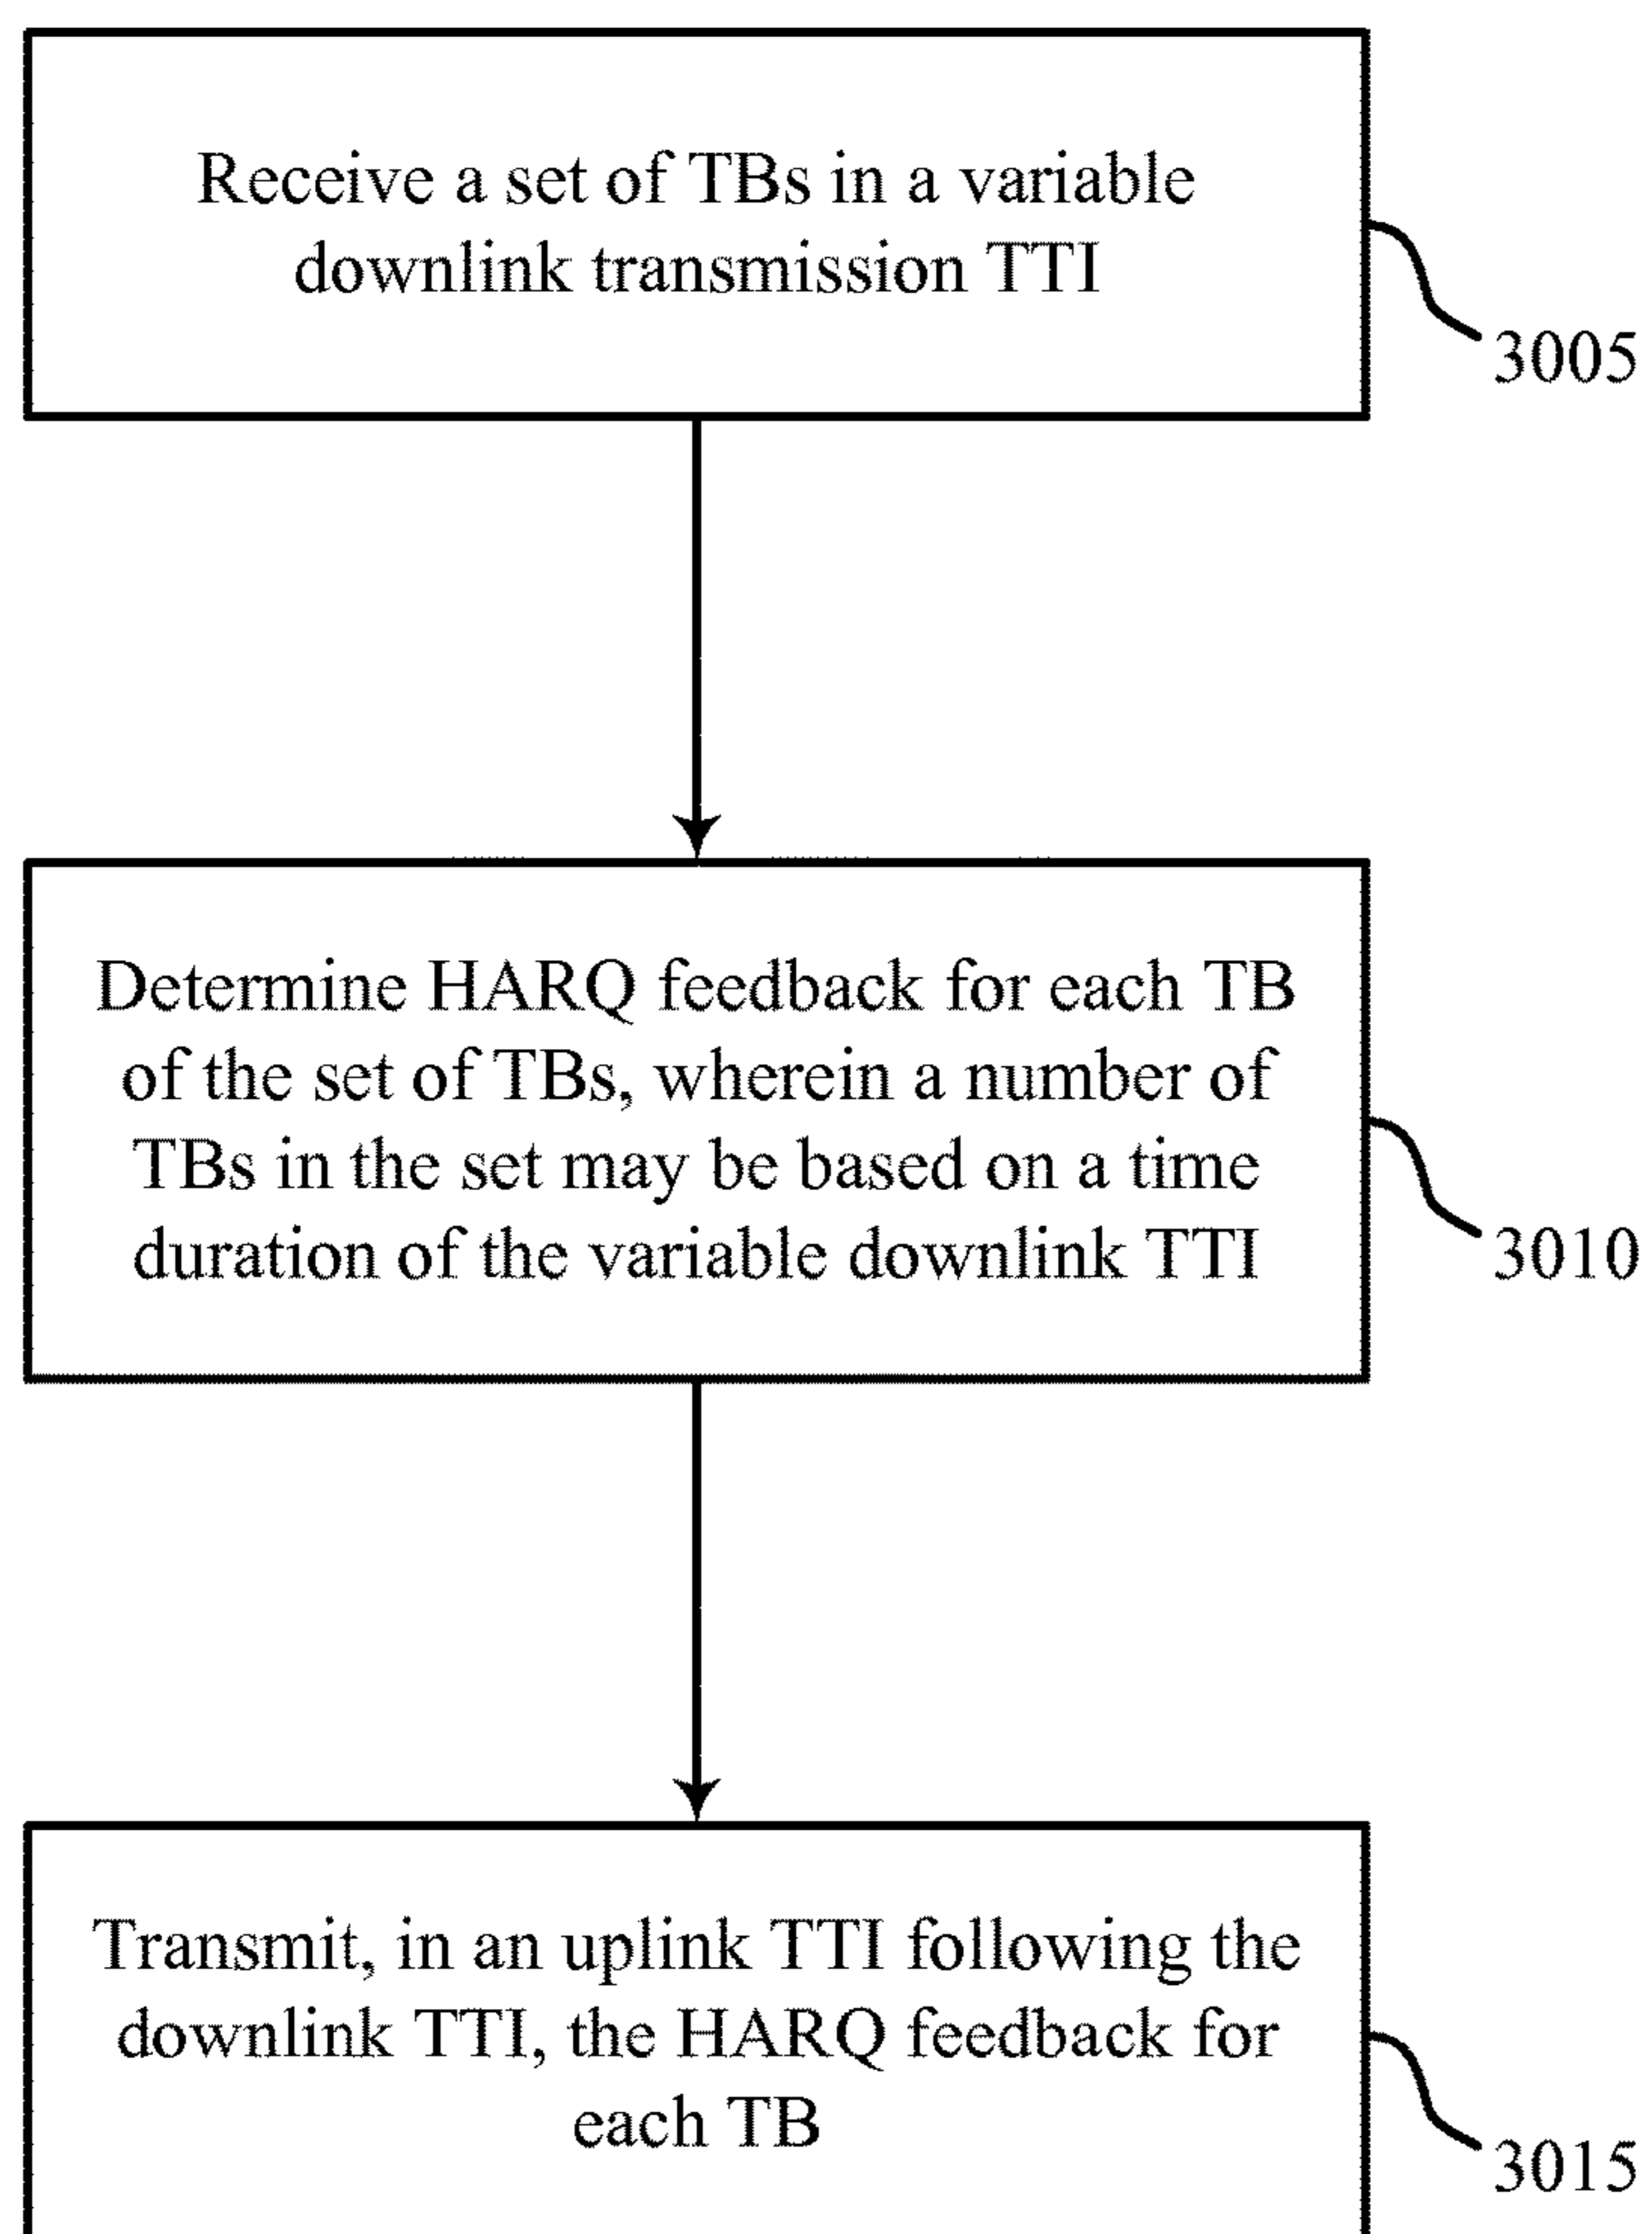 Receive a set of TBs in a variable
downlink transmission TTI
3005
Determine HARQ feedback for each TB
of the set of TBs, wherein a number of
TBs in the set may be based on a time
duration of the variable downlink TTI
3010
Transmit, in an uplink TTI following the
downlink TTI, the HARQ feedback for
each TB
3015